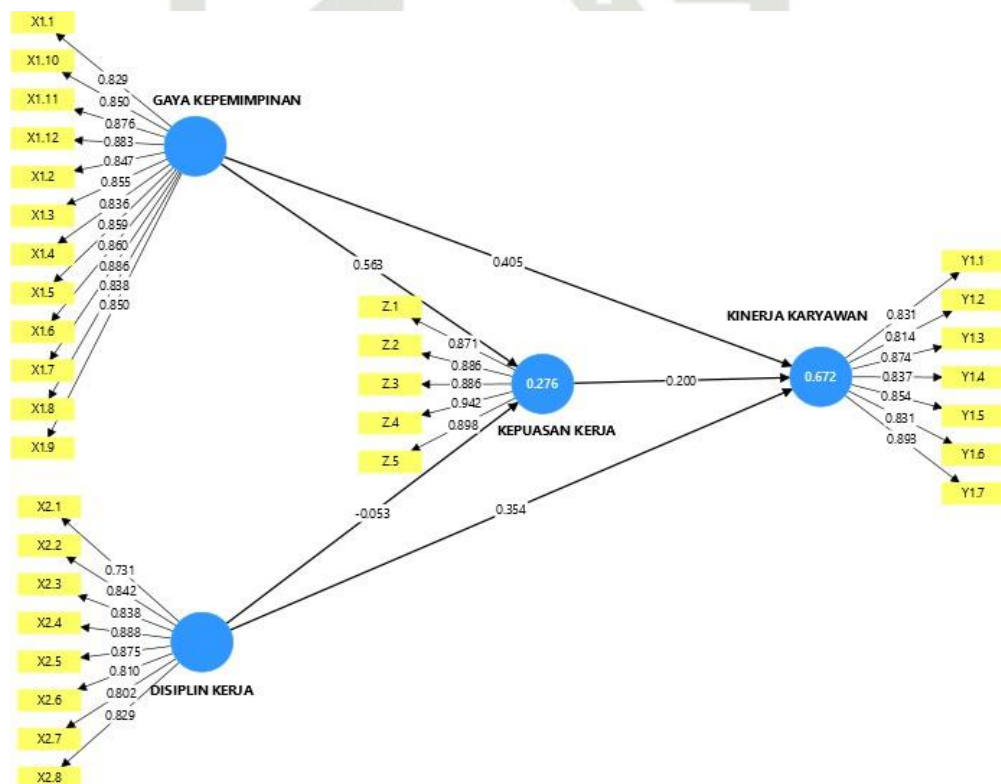 X1.1
X1.10
X1.11
X1.12
X1.2
X1.3
X1.4
X1.5
X1.6
X1.7
X1.8
X1.9
0.829
0.850
0.876
0.883
0.847
0.855
0.836
0.859
0.860
0.886
0.838
0.850
GAYA KEPEMIMPINAN
0.563
0.405
Z.1
Z.2
Z.3
Z.4
Z.5
0.871
0.886
0.886
0.942
0.898
0.276
KEPUASAN KERJA
0.200
KINERJA KARYAWAN
0.672
0.831
0.814
0.874
0.837
0.854
0.831
0.893
Y1.1
Y1.2
Y1.3
Y1.4
Y1.5
Y1.6
Y1.7
-0.053
0.354
X2.1
X2.2
X2.3
X2.4
X2.5
X2.6
X2.7
X2.8
0.731
0.842
0.838
0.888
0.875
0.810
0.802
0.829
DISIPLIN KERJA